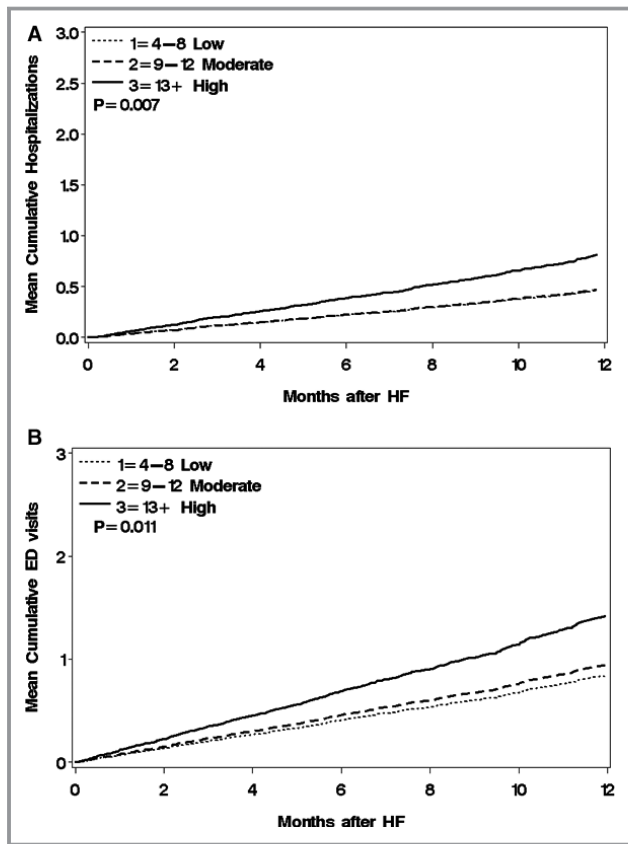 A
3.0
1=4–8 Low
2=9–12 Moderate
3=13+ High
P=0.007
2.5
2.0
1.5
1.0
0.5
0.0
Mean Cumulative Hospitalizations
0 2 4 6 8 10 12
Months after HF
B
3
1=4–8 Low
2=9–12 Moderate
3=13+ High
P=0.011
2
1
0
Mean Cumulative ED visits
0 2 4 6 8 10 12
Months after HF